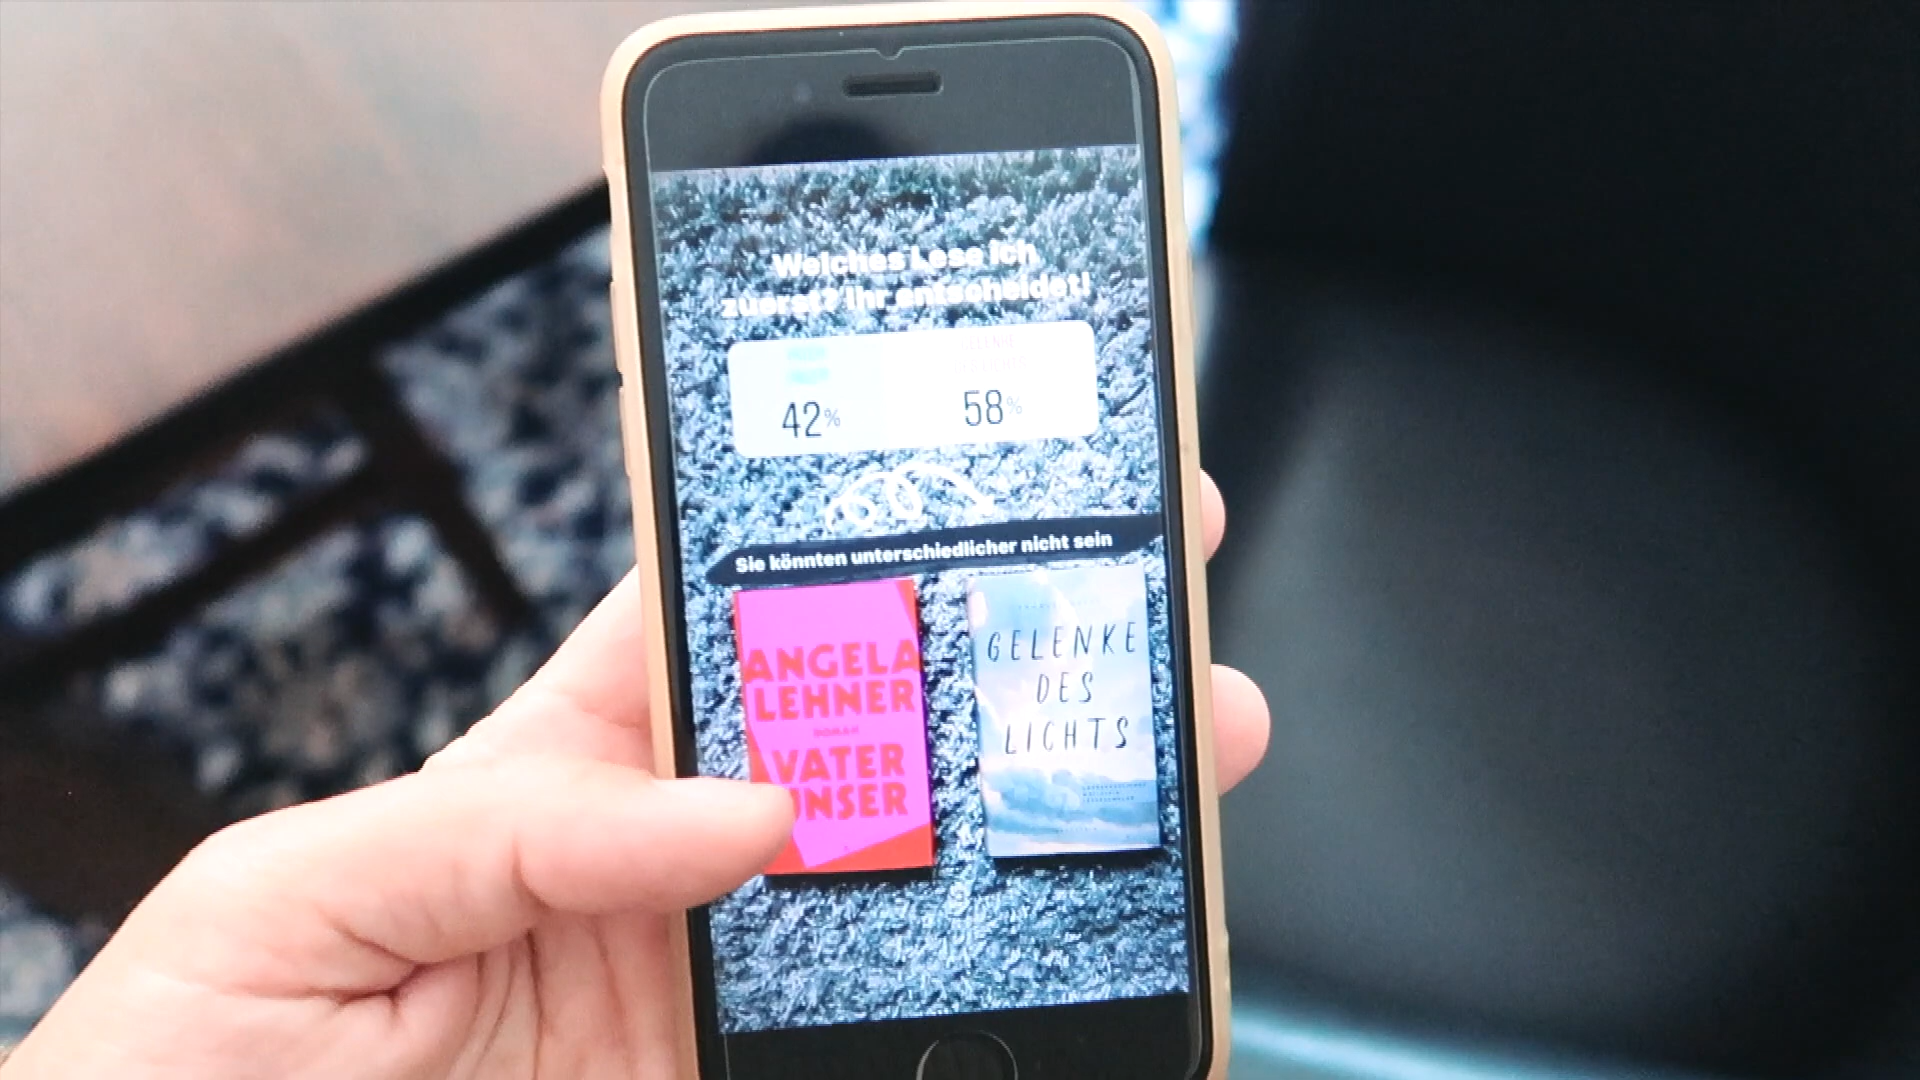 Welches Lese ich
zuerst? Ihr entscheidet!
GELENKE
42%
58%
Sie könnten unterschiedlicher nicht sein
ANGELA
LEHNER
ROMAN
VATER
UNSER
GELENKE
DES
LICHTS